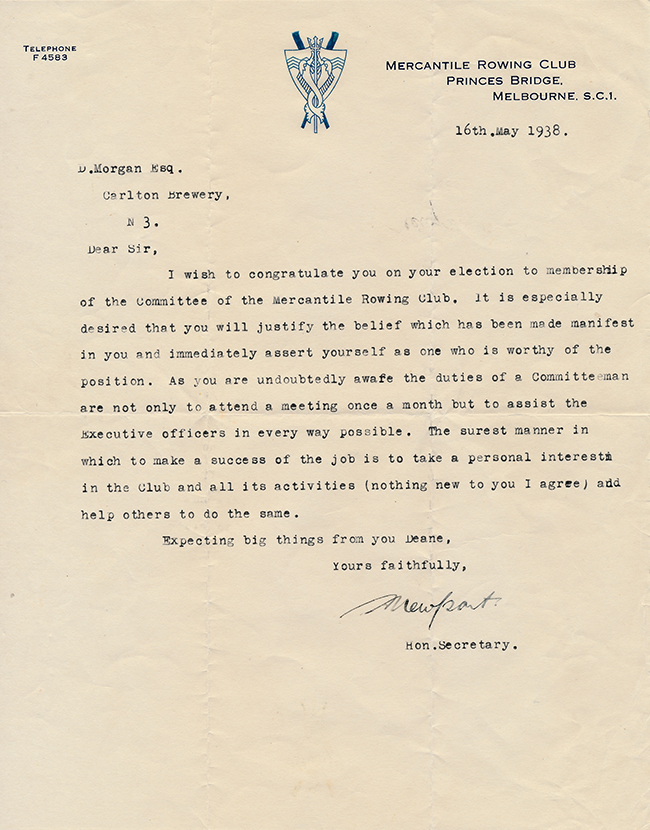 TELEPHONE
F 4583
MERCANTILE ROWING CLUB
PRINCES BRIDGE,
MELBOURNE, S.C.1.
16th.May 1938.
D.Morgan Esq.
Carlton Brewery,
N 3.
Dear Sir,
I wish to congratulate you on your election to membership
of the Committee of the Mercantile Rowing Club. It is especially
desired that you will justify the belief which has been made manifest
in you and immediately assert yourself as one who is worthy of the
position. As you are undoubtedly aware the duties of a Committeeman
are not only to attend a meeting once a month but to assist the
Executive officers in every way possible. The surest manner in
which to make a success of the job is to take a personal interest
in the Club and all its activities (nothing new to you I agree) and
help others to do the same.
Expecting big things from you Deane,
Yours faithfully,
Newport.
Hon.Secretary.